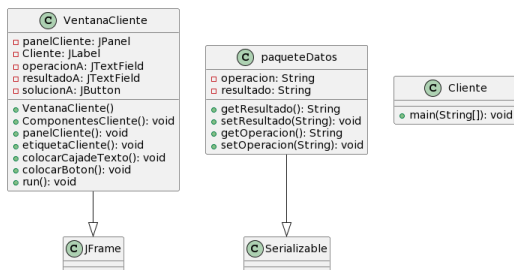 C VentanaCliente
panelCliente: JPanel
Cliente: JLabel
operacionA: JTextField
resultadoA: JTextField
solucionA: JButton
VentanaCliente()
ComponentesCliente(): void
panelCliente(): void
etiquetaCliente(): void
colocarCajadeTexto(): void
colocarBoton(): void
run(): void
C JFrame
C paqueteDatos
operacion: String
resultado: String
getResultado(): String
setResultado(String): void
getOperacion(): String
setOperacion(String): void
C Serializable
C Cliente
main(String[]): void